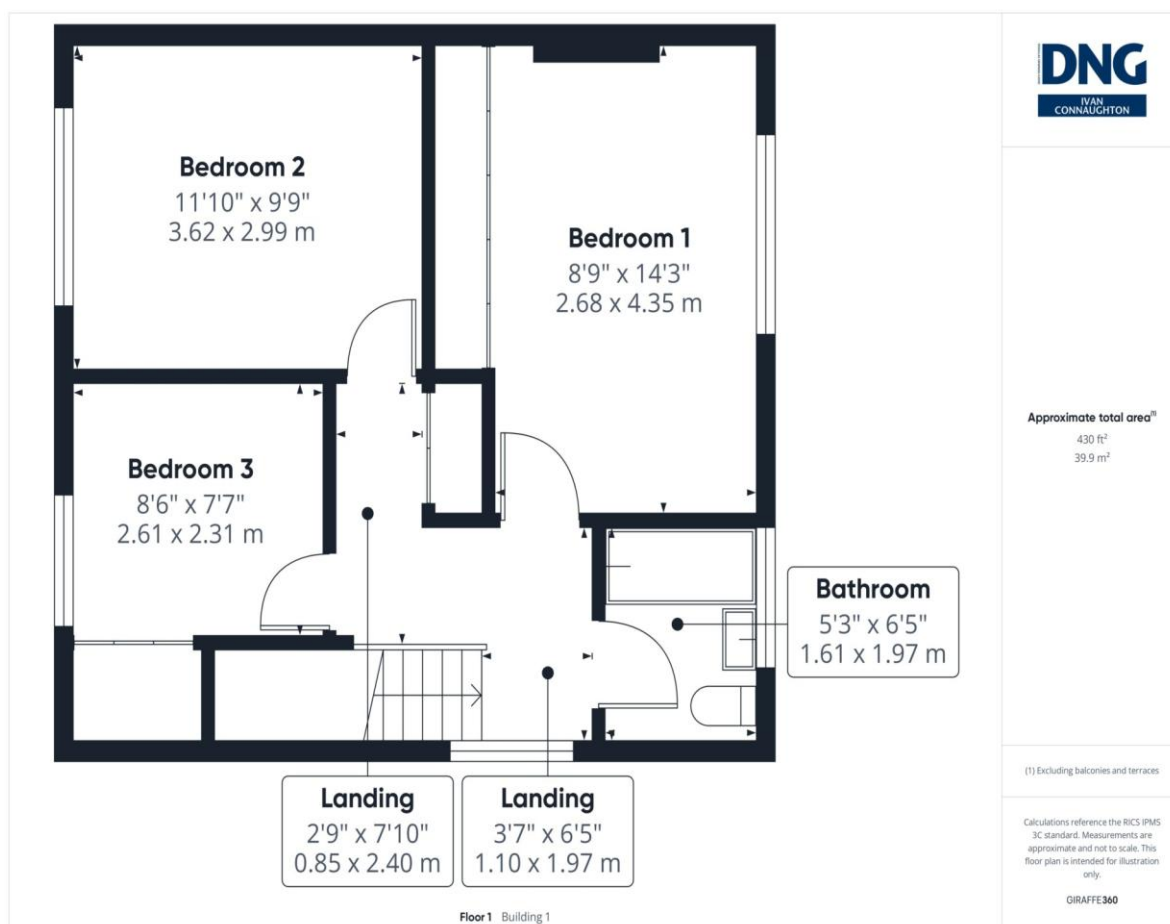 Bedroom 2
11'10" x 9'9"
3.62 x 2.99 m
Bedroom 1
8'9" x 14'3"
2.68 x 4.35 m
Bedroom 3
8'6" x 7'7"
2.61 x 2.31 m
Bathroom
5'3" x 6'5"
1.61 x 1.97 m
Landing
2'9" x 7'10"
0.85 x 2.40 m
Landing
3'7" x 6'5"
1.10 x 1.97 m
Floor 1 Building 1
DNG
IVAN
CONNAUGHTON
Approximate total area(1)
430 ft²
39.9 m²
(1) Excluding balconies and terraces
Calculations reference the RICS IPMS
3C standard. Measurements are
approximate and not to scale. This
floor plan is intended for illustration
only.
GIRAFFE360